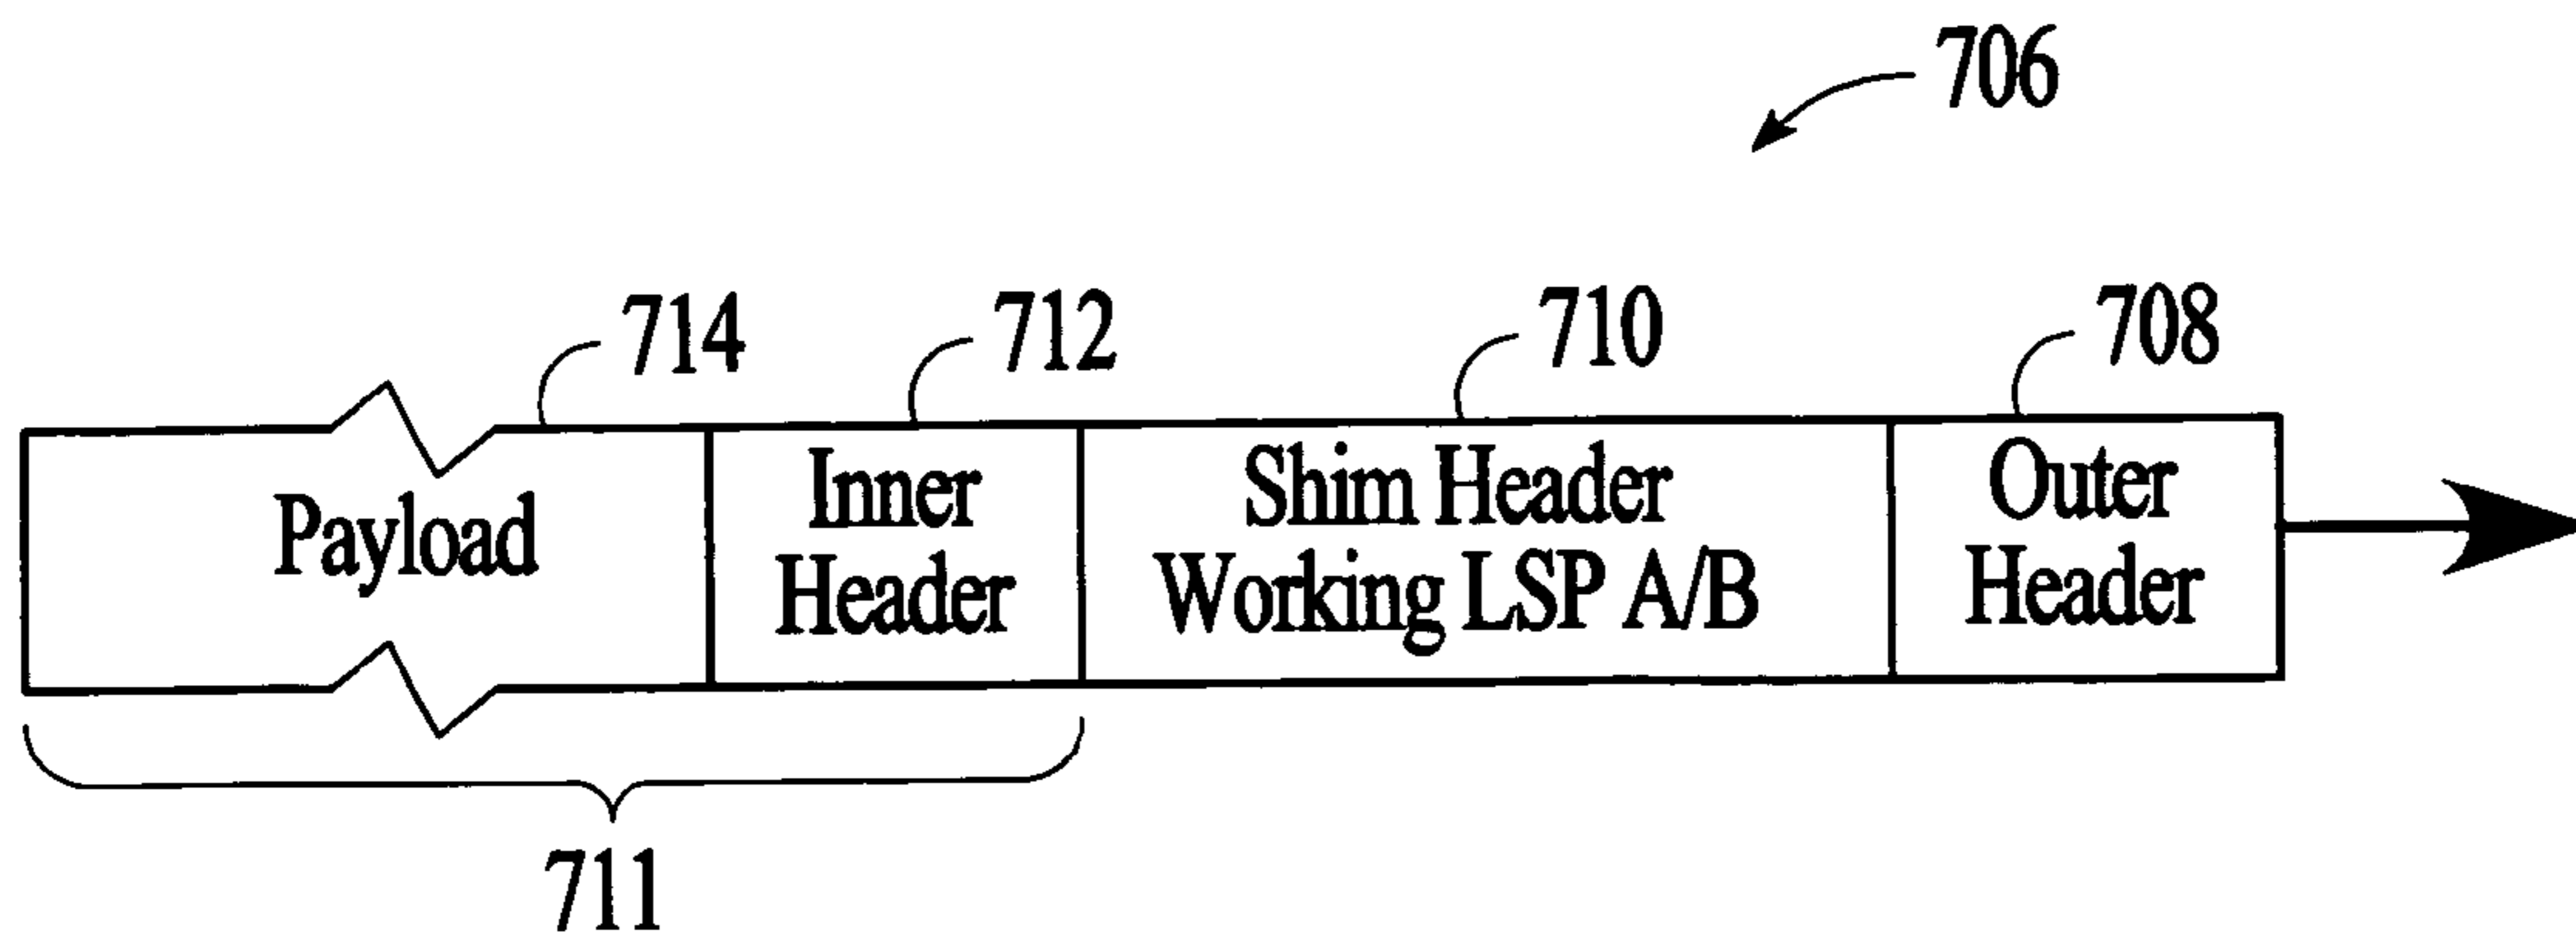 706
714
712
710
708
Payload
Inner
Header
Shim Header
Working LSP A/B
Outer
Header
711